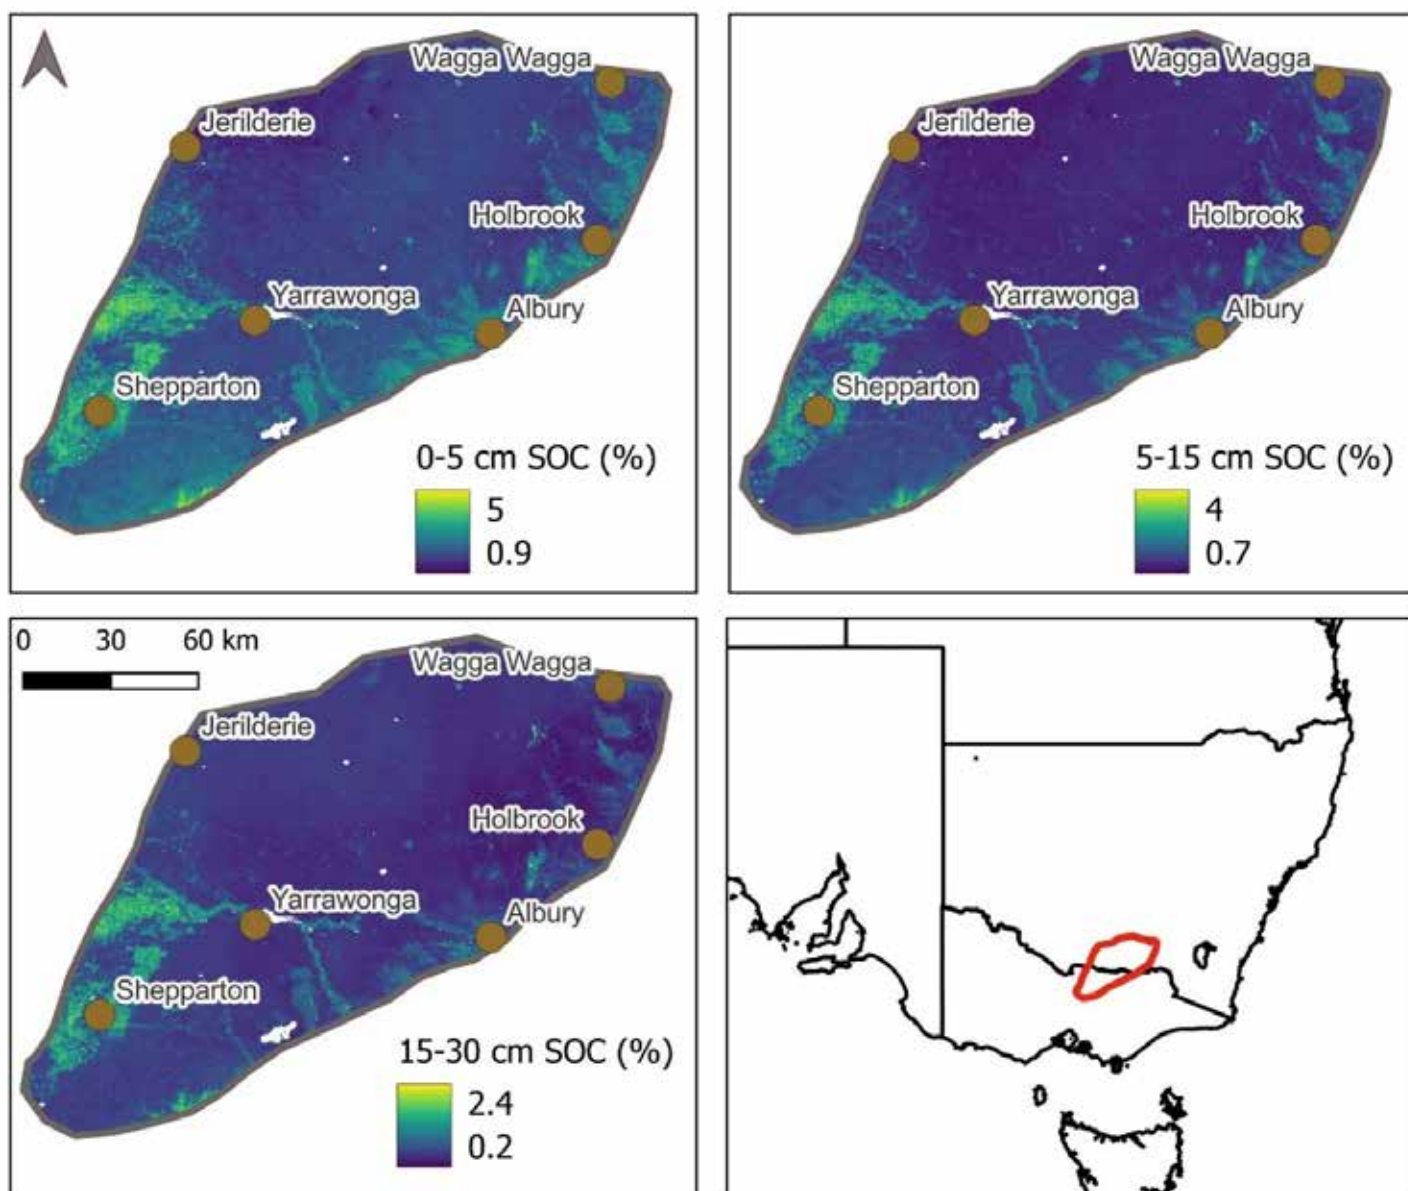 Wagga Wagga
Jerilderie
Holbrook
Yarrawonga
Albury
Shepparton
0-5 cm SOC (%)
5
0.9
Wagga Wagga
Jerilderie
Holbrook
Yarrawonga
Albury
Shepparton
5-15 cm SOC (%)
4
0.7
0 30 60 km
Wagga Wagga
Jerilderie
Holbrook
Yarrawonga
Albury
Shepparton
15-30 cm SOC (%)
2.4
0.2